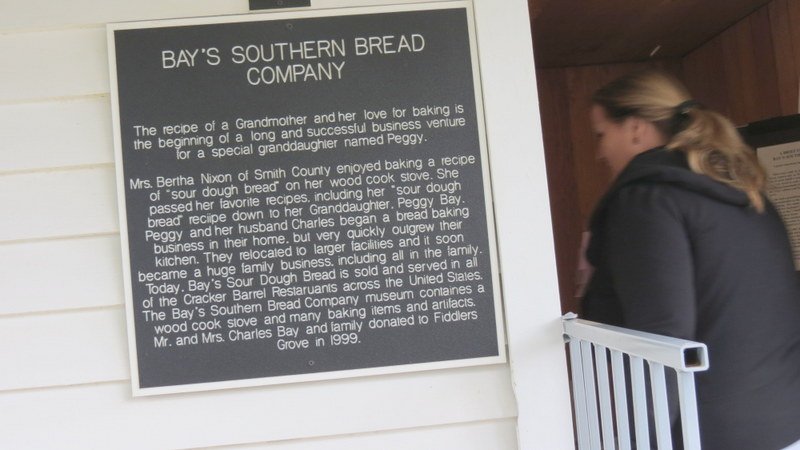 BAY'S SOUTHERN BREAD
COMPANY
The recipe of a Grandmother and her love for baking is
the beginning of a long and successful business venture
for a special granddaughter named Peggy.
Mrs. Bertha Nixon of Smith County enjoyed baking a recipe
of "sour dough bread" on her wood cook stove. She
passed her favorite recipes, including her "sour dough
bread" reciipe down to her Granddaughter, Peggy Bay.
Peggy and her husband Charles began a bread baking
business in their home, but very quickly outgrew their
kitchen. They relocated to larger facilities and it soon
became a huge family business, including all in the family.
Today, Bay's Sour Dough Bread is sold and served in all
of the Cracker Barrel Restaruants across the United States.
The Bay's Southern Bread Company museum containes a
wood cook stove and many baking items and artifacts.
Mr. and Mrs. Charles Bay and family donated to Fiddlers
Grove in 1999.